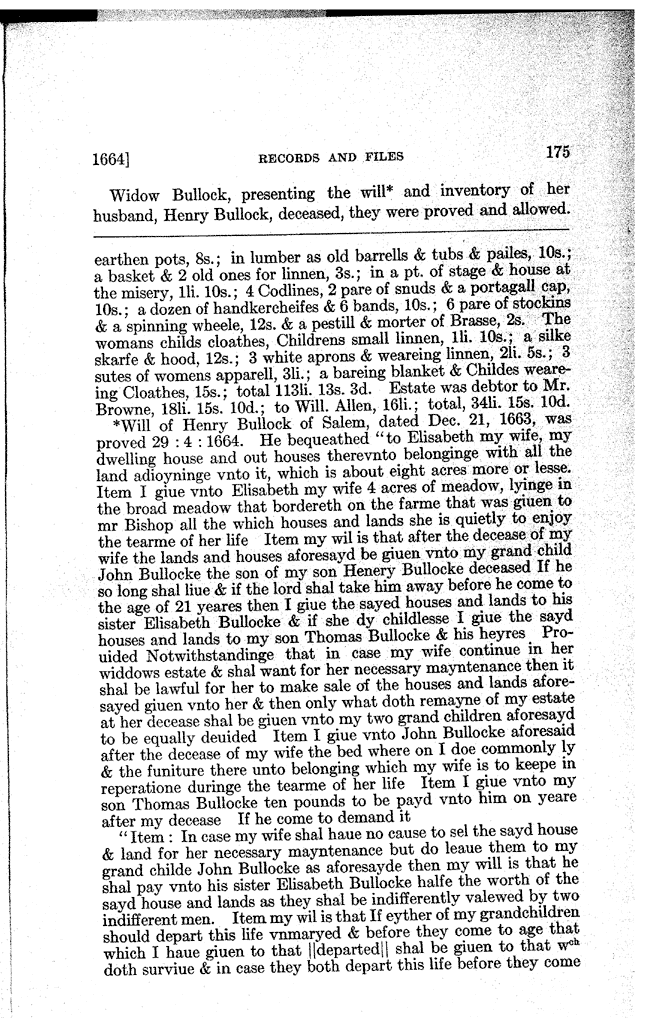 1664] RECORDS AND FILES 175
Widow Bullock, presenting the will* and inventory of her
husband, Henry Bullock, deceased, they were proved and allowed.
earthen pots, 8s.; in lumber as old barrells & tubs & pailes, 10s.;
a basket & 2 old ones for linnen, 3s.; in a pt. of stage & house at
the misery, 1li. 10s.; 4 Codlines, 2 pare of snuds & a portagall cap,
10s.; a dozen of handkercheifes & 6 bands, 10s.; 6 pare of stockins
& a spinning wheele, 12s. & a pestill & morter of Brasse, 2s. The
womans childs cloathes, Childrens small linnen, 1li. 10s.; a silke
skarfe & hood, 12s.; 3 white aprons & weareing linnen, 2li. 5s.; 3
sutes of womens apparell, 3li.; a bareing blanket & Childes weare-
ing Cloathes, 15s.; total 113li. 13s. 3d. Estate was debtor to Mr.
Browne, 18li. 15s. 10d.; to Will. Allen, 16li.; total, 34li. 15s. 10d.
*Will of Henry Bullock of Salem, dated Dec. 21, 1663, was
proved 29 : 4 : 1664. He bequeathed "to Elisabeth my wife, my
dwelling house and out houses therevnto belonginge with all the
land adioyninge vnto it, which is about eight acres more or lesse.
Item I giue vnto Elisabeth my wife 4 acres of meadow, lyinge in
the broad meadow that bordereth on the farme that was giuen to
mr Bishop all the which houses and lands she is quietly to enjoy
the tearme of her life Item my wil is that after the decease of my
wife the lands and houses aforesayd be giuen vnto my grand child
John Bullocke the son of my son Henery Bullocke deceased If he
so long shal liue & if the lord shal take him away before he come to
the age of 21 yeares then I giue the sayed houses and lands to his
sister Elisabeth Bullocke & if she dy childlesse I giue the sayd
houses and lands to my son Thomas Bullocke & his heyres Pro-
uided Notwithstandinge that in case my wife continue in her
widdows estate & shal want for her necessary mayntenance then it
shal be lawful for her to make sale of the houses and lands afore-
sayed giuen vnto her & then only what doth remayne of my estate
at her decease shal be giuen vnto my two grand children aforesayd
to be equally deuided Item I giue vnto John Bullocke aforesaid
after the decease of my wife the bed where on I doe commonly ly
& the funiture there unto belonging which my wife is to keepe in
reperatione duringe the tearme of her life Item I giue vnto my
son Thomas Bullocke ten pounds to be payd vnto him on yeare
after my decease If he come to demand it
"Item : In case my wife shal haue no cause to sel the sayd house
& land for her necessary mayntenance but do leaue them to my
grand childe John Bullocke as aforesayde then my will is that he
shal pay vnto his sister Elisabeth Bullocke halfe the worth of the
sayd house and lands as they shal be indifferently valewed by two
indifferent men. Item my wil is that If eyther of my grandchildren
should depart this life vnmaryed & before they come to age that
which I haue giuen to that ||departed|| shal be giuen to that wch
doth surviue & in case they both depart this life before they come